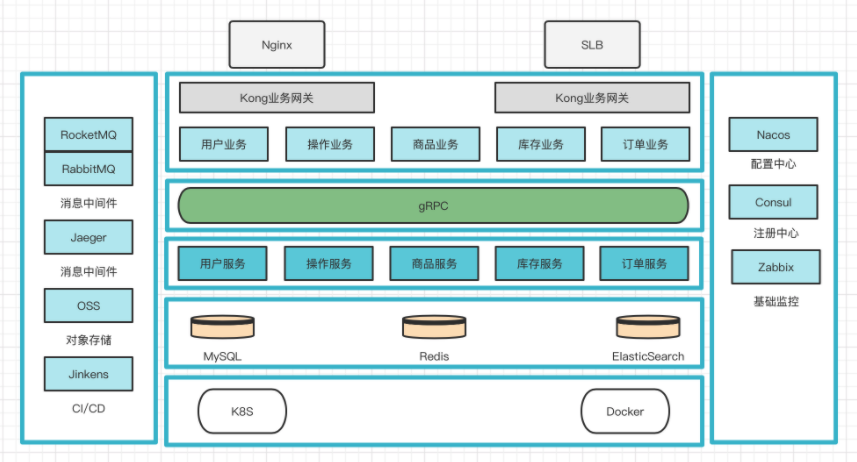 Nginx
SLB
RocketMQ
RabbitMQ
消息中间件
Jaeger
消息中间件
OSS
对象存储
Jinkens
CI/CD
Kong业务网关
Kong业务网关
用户业务
操作业务
商品业务
库存业务
订单业务
gRPC
用户服务
操作服务
商品服务
库存服务
订单服务
MySQL
Redis
ElasticSearch
K8S
Docker
Nacos
配置中心
Consul
注册中心
Zabbix
基础监控